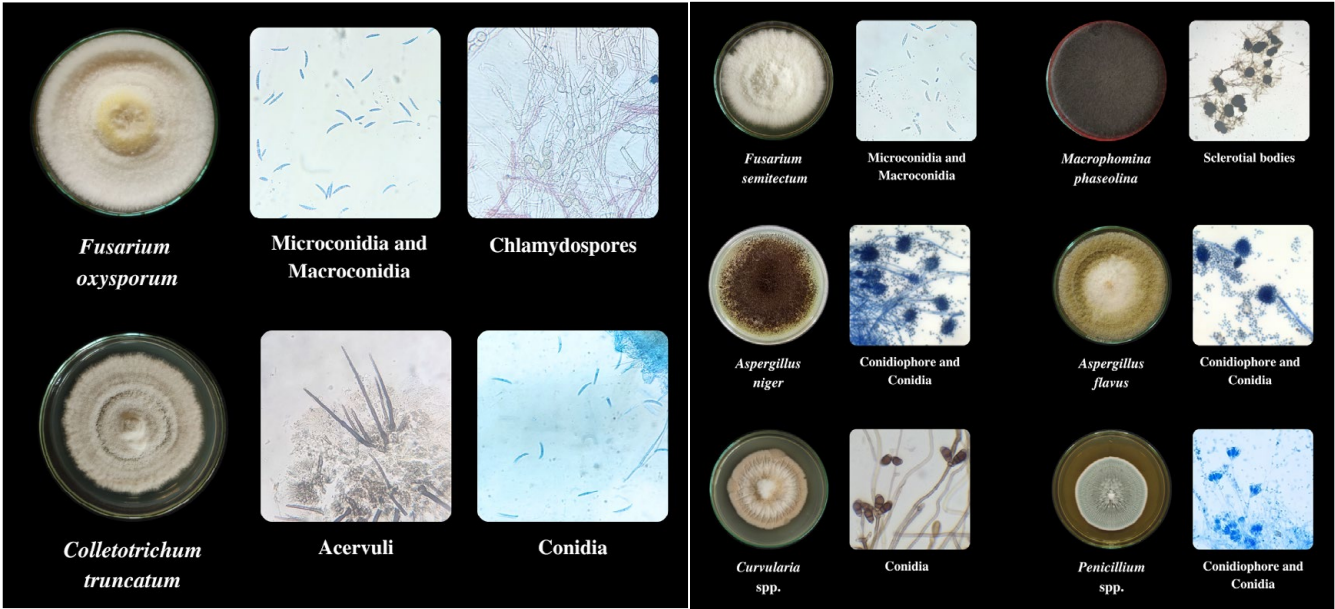 Fusarium
oxysporum
Microconidia and
Macroconidia
Chlamydospores
Colletotrichum
truncatum
Acervuli
Conidia
Fusarium
semitectum
Microconidia and
Macroconidia
Macrophomina
phaseolina
Sclerotial bodies
Aspergillus
niger
Conidiophore and
Conidia
Aspergillus
flavus
Conidiophore and
Conidia
Curvularia
spp.
Conidia
Penicillium
spp.
Conidiophore and
Conidia